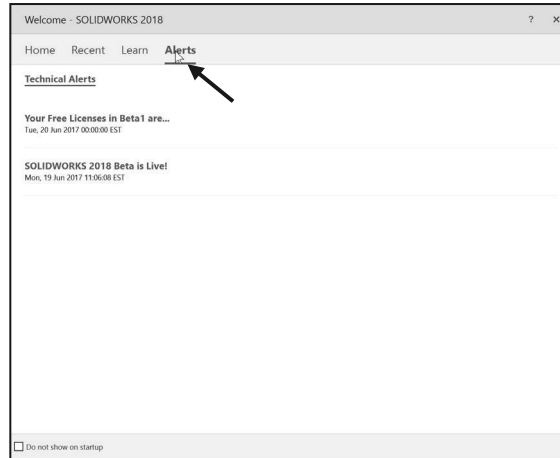 Welcome - SOLIDWORKS 2018 ? ×
Home Recent Learn Alerts
Technical Alerts
Your Free Licenses in Beta1 are...
Tue, 20 Jun 2017 00:00:00 EST
SOLIDWORKS 2018 Beta is Live!
Mon, 19 Jun 2017 11:06:08 EST
Do not show on startup